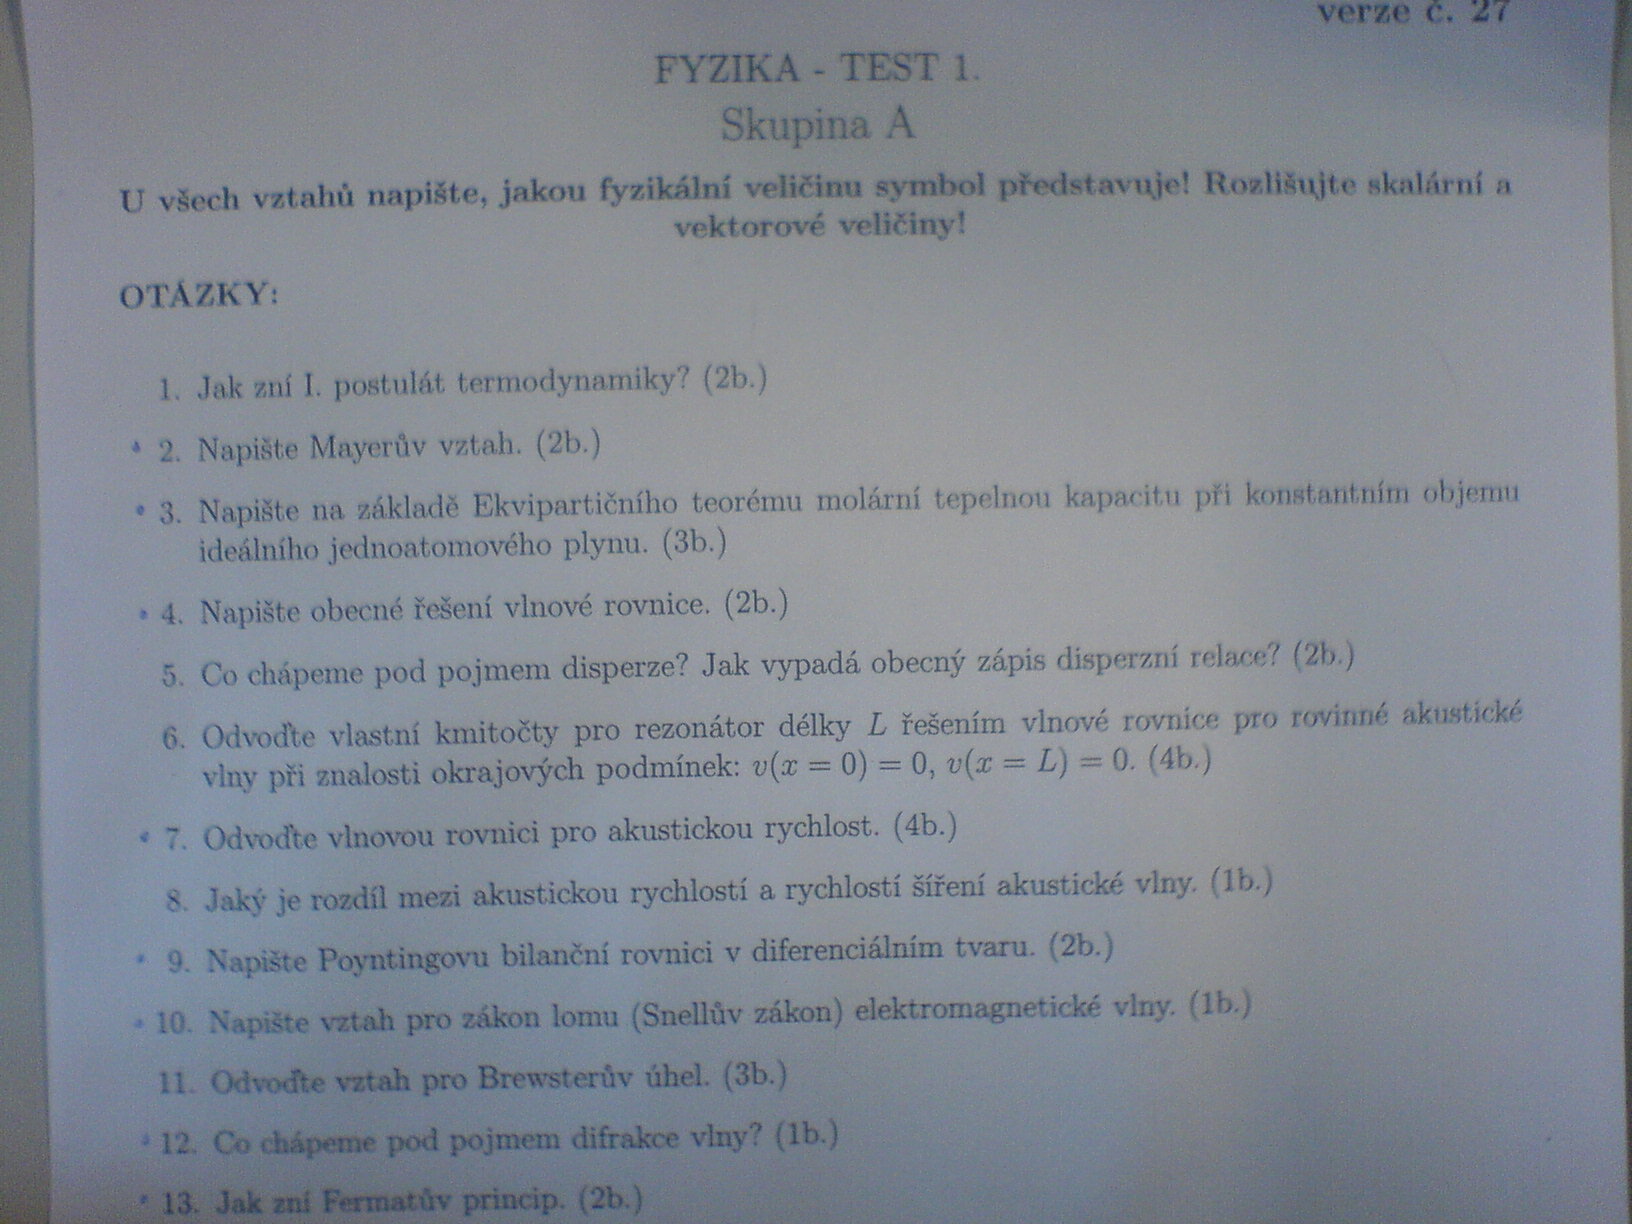 verze č. 27
FYZIKA - TEST 1.
Skupina A
U všech vztahů napište, jakou fyzikální veličinu symbol představuje! Rozlišujte skalární a
vektorové veličiny!
OTÁZKY:
1. Jak zní I. postulát termodynamiky? (2b.)
2. Napište Mayerův vztah. (2b.)
3. Napište na základě Ekvipartičního teorému molární tepelnou kapacitu při konstantním objemu
ideálního jednoatomového plynu. (3b.)
4. Napište obecné řešení vlnové rovnice. (2b.)
5. Co chápeme pod pojmem disperze? Jak vypadá obecný zápis disperzní relace? (2b.)
6. Odvoďte vlastní kmitočty pro rezonátor délky L řešením vlnové rovnice pro rovinné akustické
vlny při znalosti okrajových podmínek: v(x = 0) = 0, v(x = L) = 0. (4b.)
7. Odvoďte vlnovou rovnici pro akustickou rychlost. (4b.)
8. Jaký je rozdíl mezi akustickou rychlostí a rychlostí šíření akustické vlny. (1b.)
9. Napište Poyntingovu bilanční rovnici v diferenciálním tvaru. (2b.)
10. Napište vztah pro zákon lomu (Snellův zákon) elektromagnetické vlny. (1b.)
11. Odvoďte vztah pro Brewsterův úhel. (3b.)
12. Co chápeme pod pojmem difrakce vlny? (1b.)
13. Jak zní Fermatův princip. (2b.)